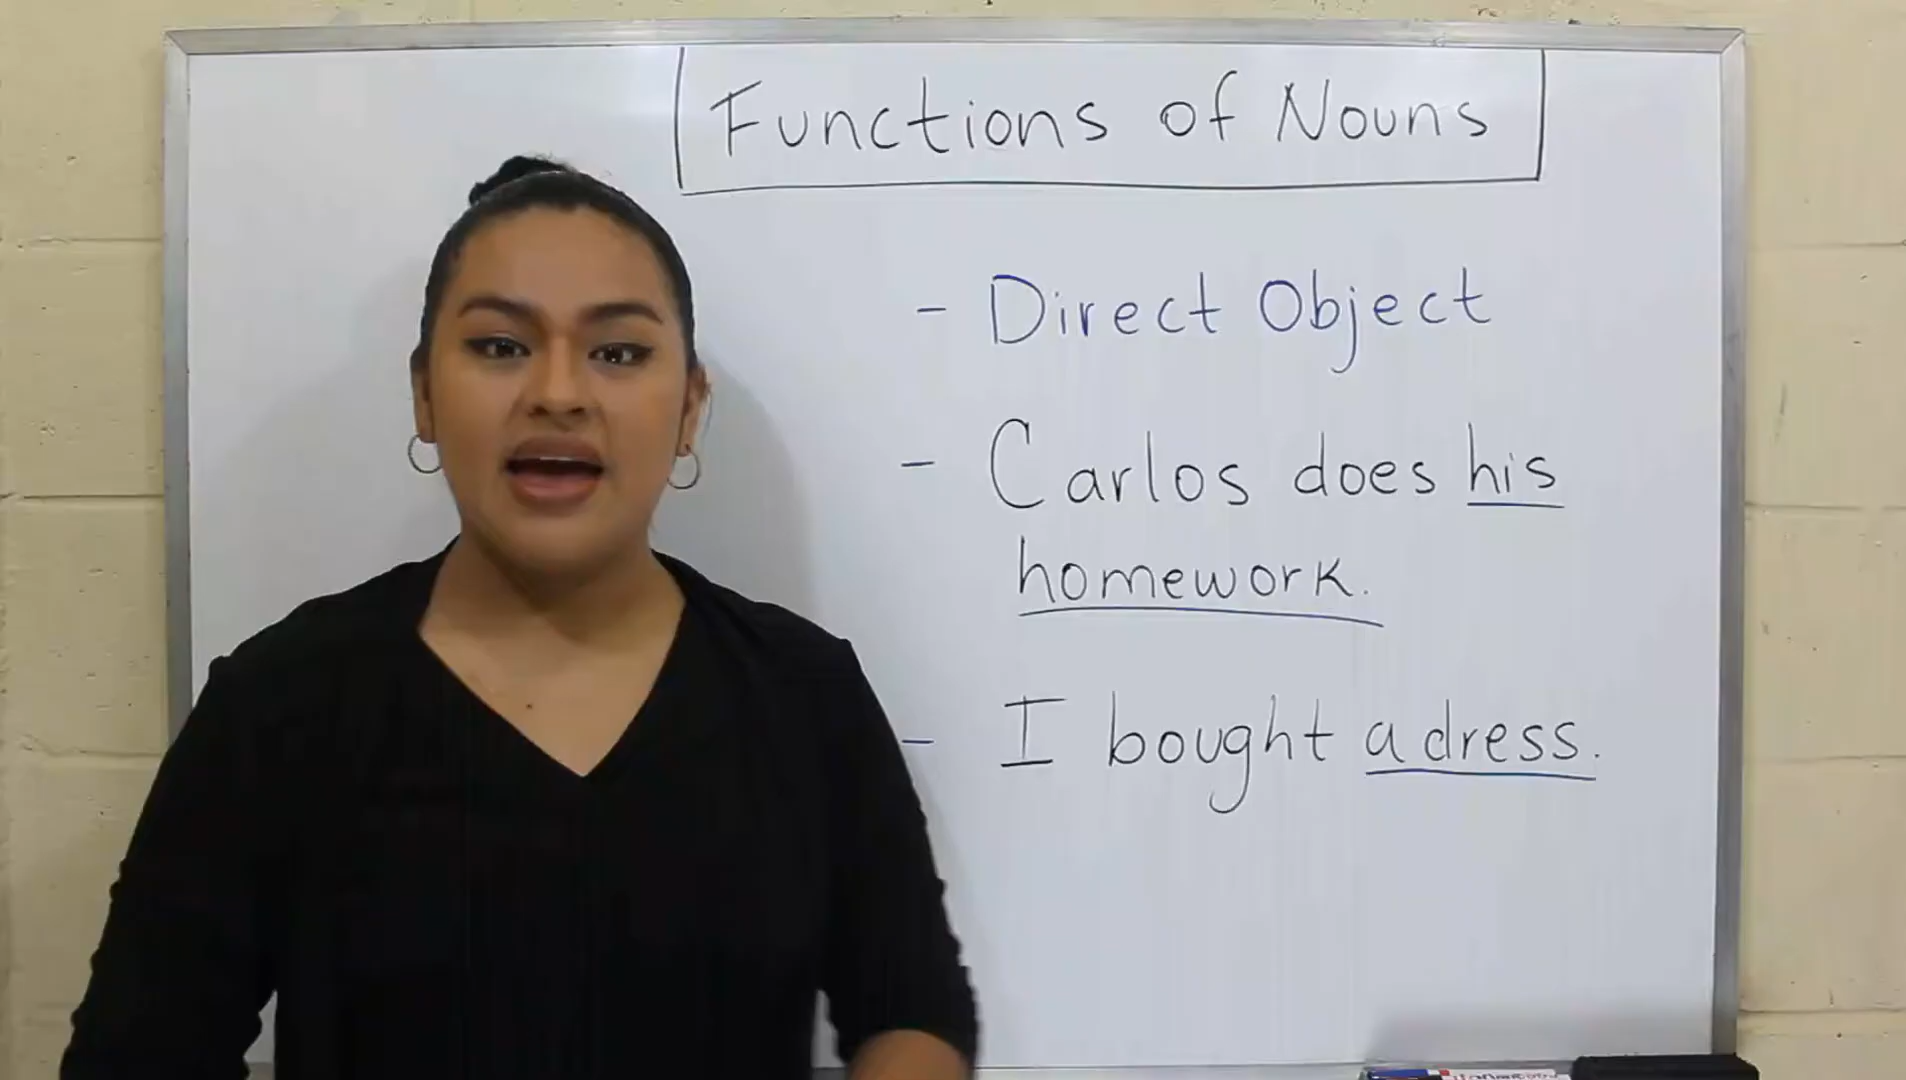 Functions of Nouns
- Direct Object
- Carlos does his
homework.
- I bought a dress.